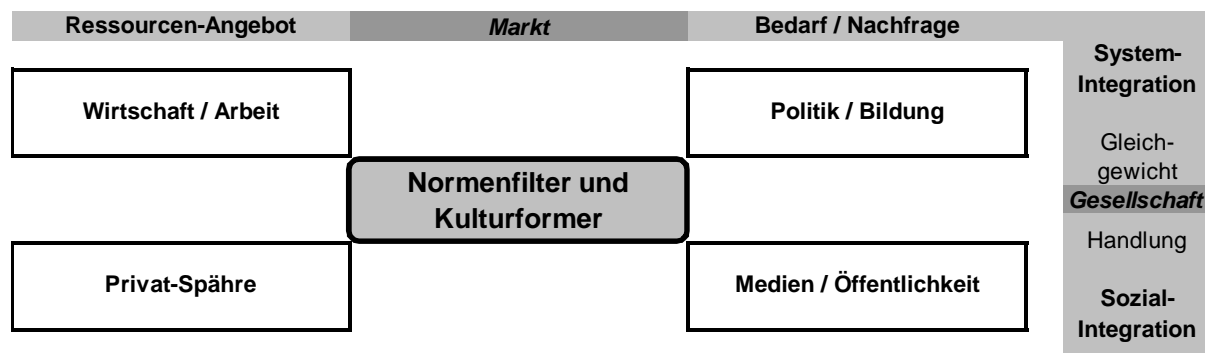 Ressourcen-Angebot Markt Bedarf / Nachfrage
System-
Integration
Wirtschaft / Arbeit Politik / Bildung
Gleich-
gewicht
Normenfilter und
Kulturformer
Gesellschaft
Handlung
Privat-Spähre Medien / Öffentlichkeit
Sozial-
Integration